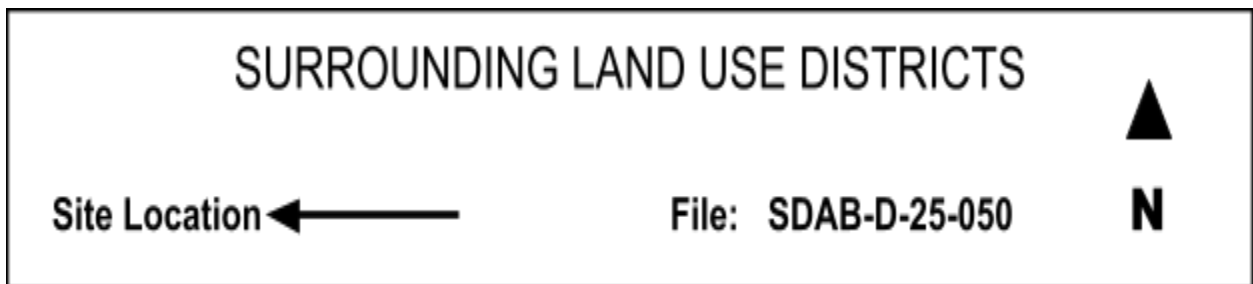 SURROUNDING LAND USE DISTRICTS
Site Location
File: SDAB-D-25-050
N